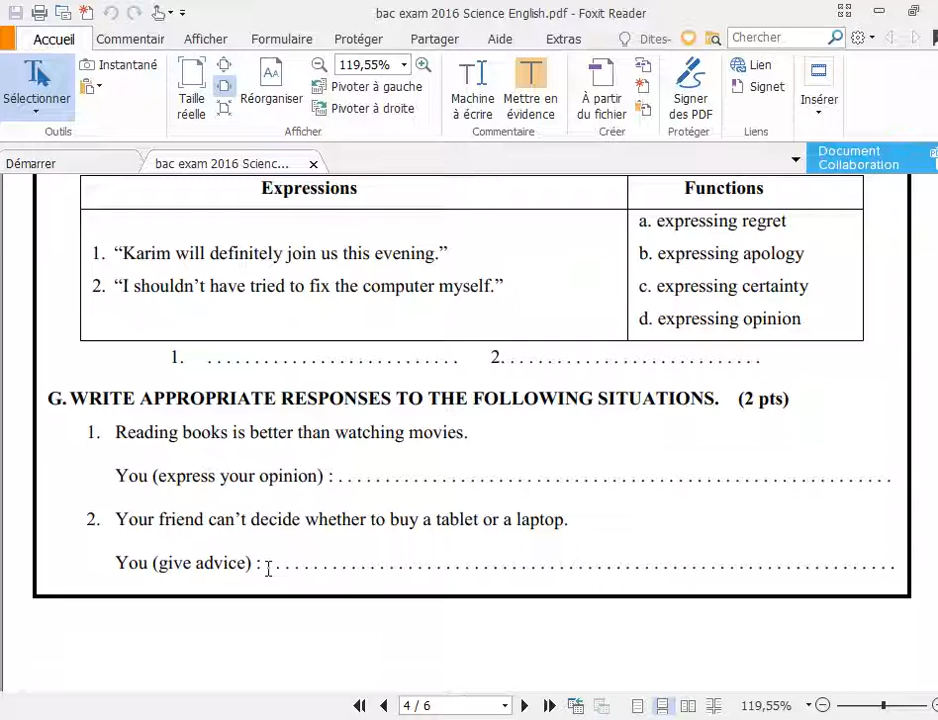 bac exam 2016 Science English.pdf - Foxit Reader
Accueil Commentair Afficher Formulaire Protéger Partager Aide Extras Dites- Chercher
Sélectionner
Instantané
Outils
Taille
réelle
Réorganiser
119,55%
Pivoter à gauche
Pivoter à droite
Afficher
Machine
à écrire
Mettre en
évidence
Commentaire
À partir
du fichier
Créer
Signer
des PDF
Protéger
Lien
Signet
Liens
Insérer
Démarrer bac exam 2016 Scienc... Document
Collaboration
Expressions Functions
a. expressing regret
1. “Karim will definitely join us this evening.” b. expressing apology
2. “I shouldn’t have tried to fix the computer myself.” c. expressing certainty
d. expressing opinion
1. . . . . . . . . . . . . . . . . . . . . . . . . . . . 2. . . . . . . . . . . . . . . . . . . . . . . . . . . .
G. WRITE APPROPRIATE RESPONSES TO THE FOLLOWING SITUATIONS. (2 pts)
1. Reading books is better than watching movies.
You (express your opinion) : . . . . . . . . . . . . . . . . . . . . . . . . . . . . . . . . . . . . . . . . . . . . . . . . . . . . . . . . . . .
2. Your friend can’t decide whether to buy a tablet or a laptop.
You (give advice) : . . . . . . . . . . . . . . . . . . . . . . . . . . . . . . . . . . . . . . . . . . . . . . . . . . . . . . . . . . . . . . . . . .
4 / 6 119,55%